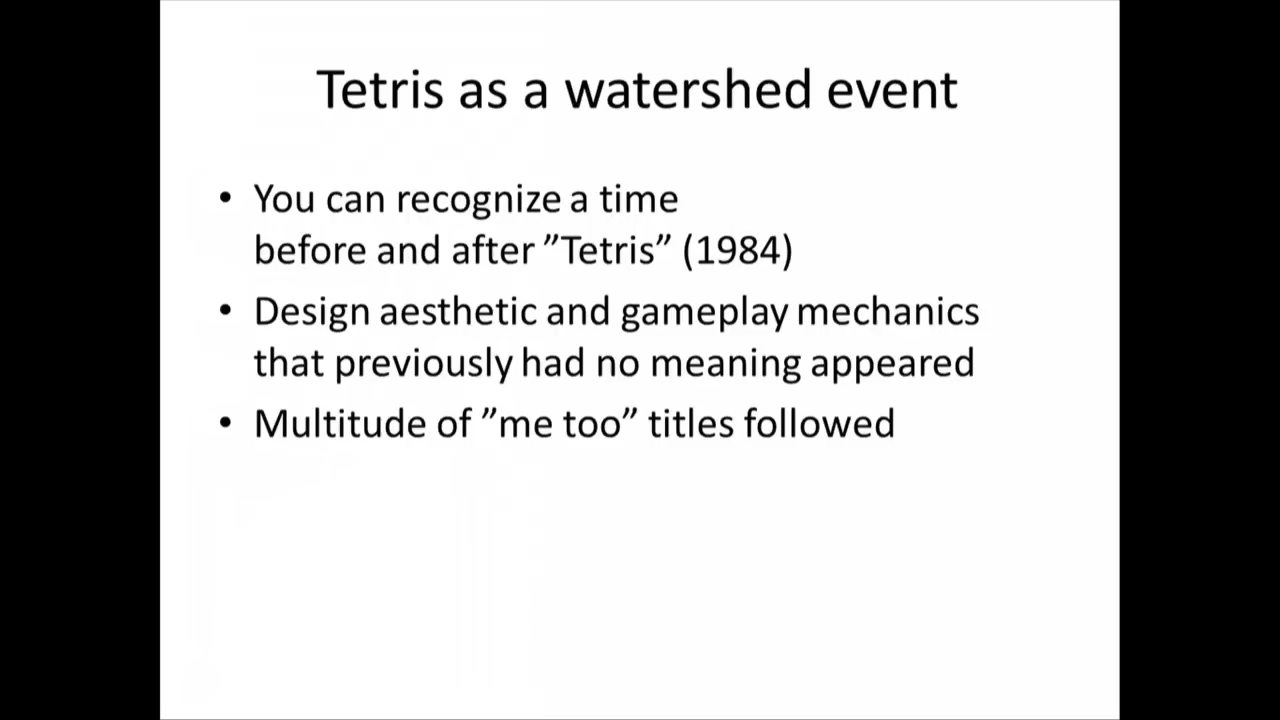 Tetris as a watershed event
• You can recognize a time
before and after ”Tetris” (1984)
• Design aesthetic and gameplay mechanics
that previously had no meaning appeared
• Multitude of ”me too” titles followed